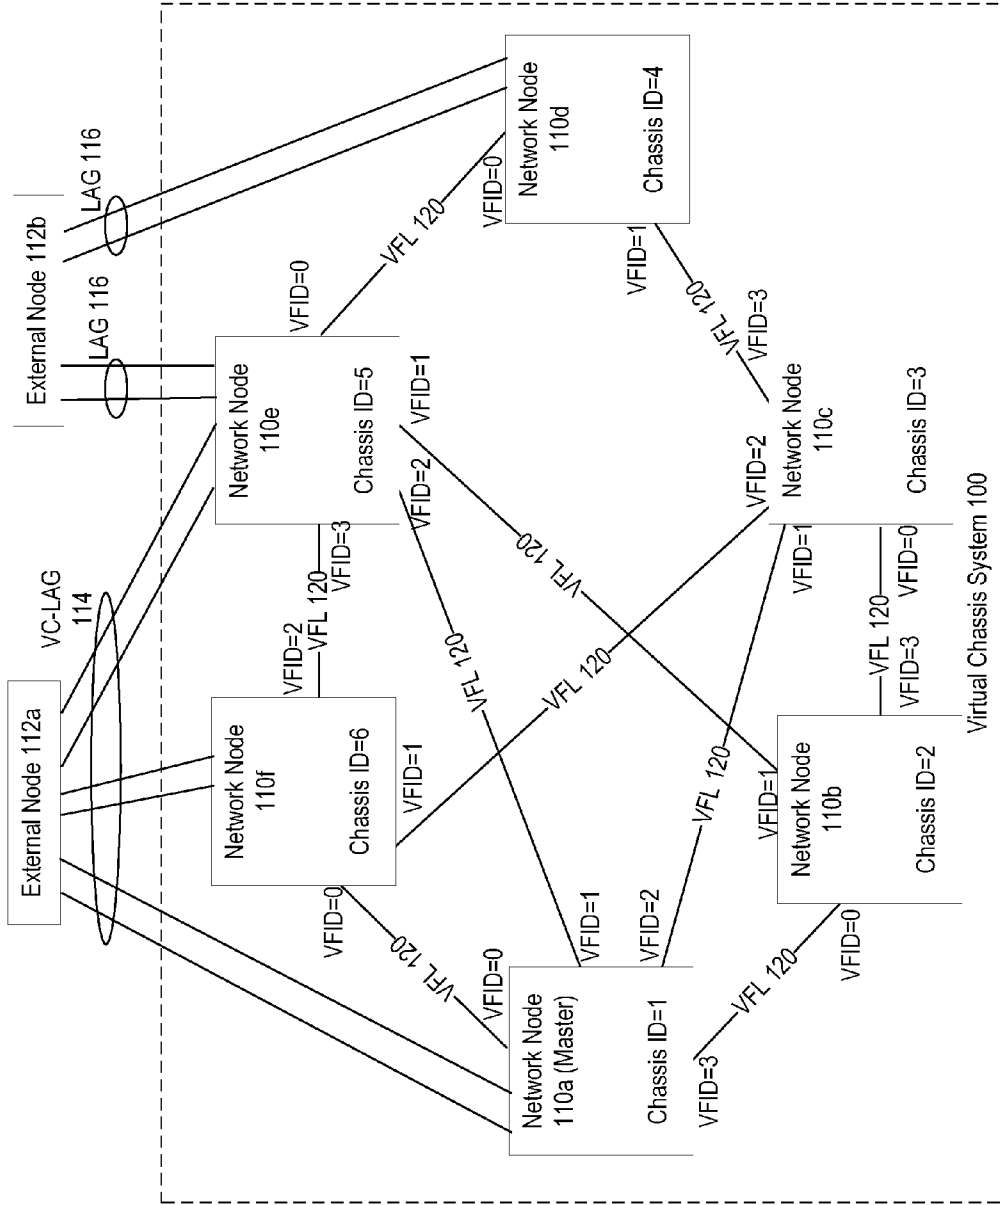 External Node 112a
External Node 112b
VC-LAG
114
LAG 116
LAG 116
Network Node
110f
Chassis ID=6
VFID=0
VFID=1
VFID=2
VFL 120
VFID=3
Network Node
110e
Chassis ID=5
VFID=0
VFID=1
VFID=2
VFL 120
VFID=0
Network Node
110d
Chassis ID=4
VFID=1
VFL 120
VFID=3
VFL 120
VFID=0
Network Node
110a (Master)
Chassis ID=1
VFID=1
VFID=2
VFID=3
VFL 120
VFL 120
VFL 120
VFL 120
VFL 120
VFID=0
VFID=1
Network Node
110b
Chassis ID=2
VFID=3
VFL 120
VFID=0
VFID=1
VFID=2
Network Node
110c
Chassis ID=3
Virtual Chassis System 100